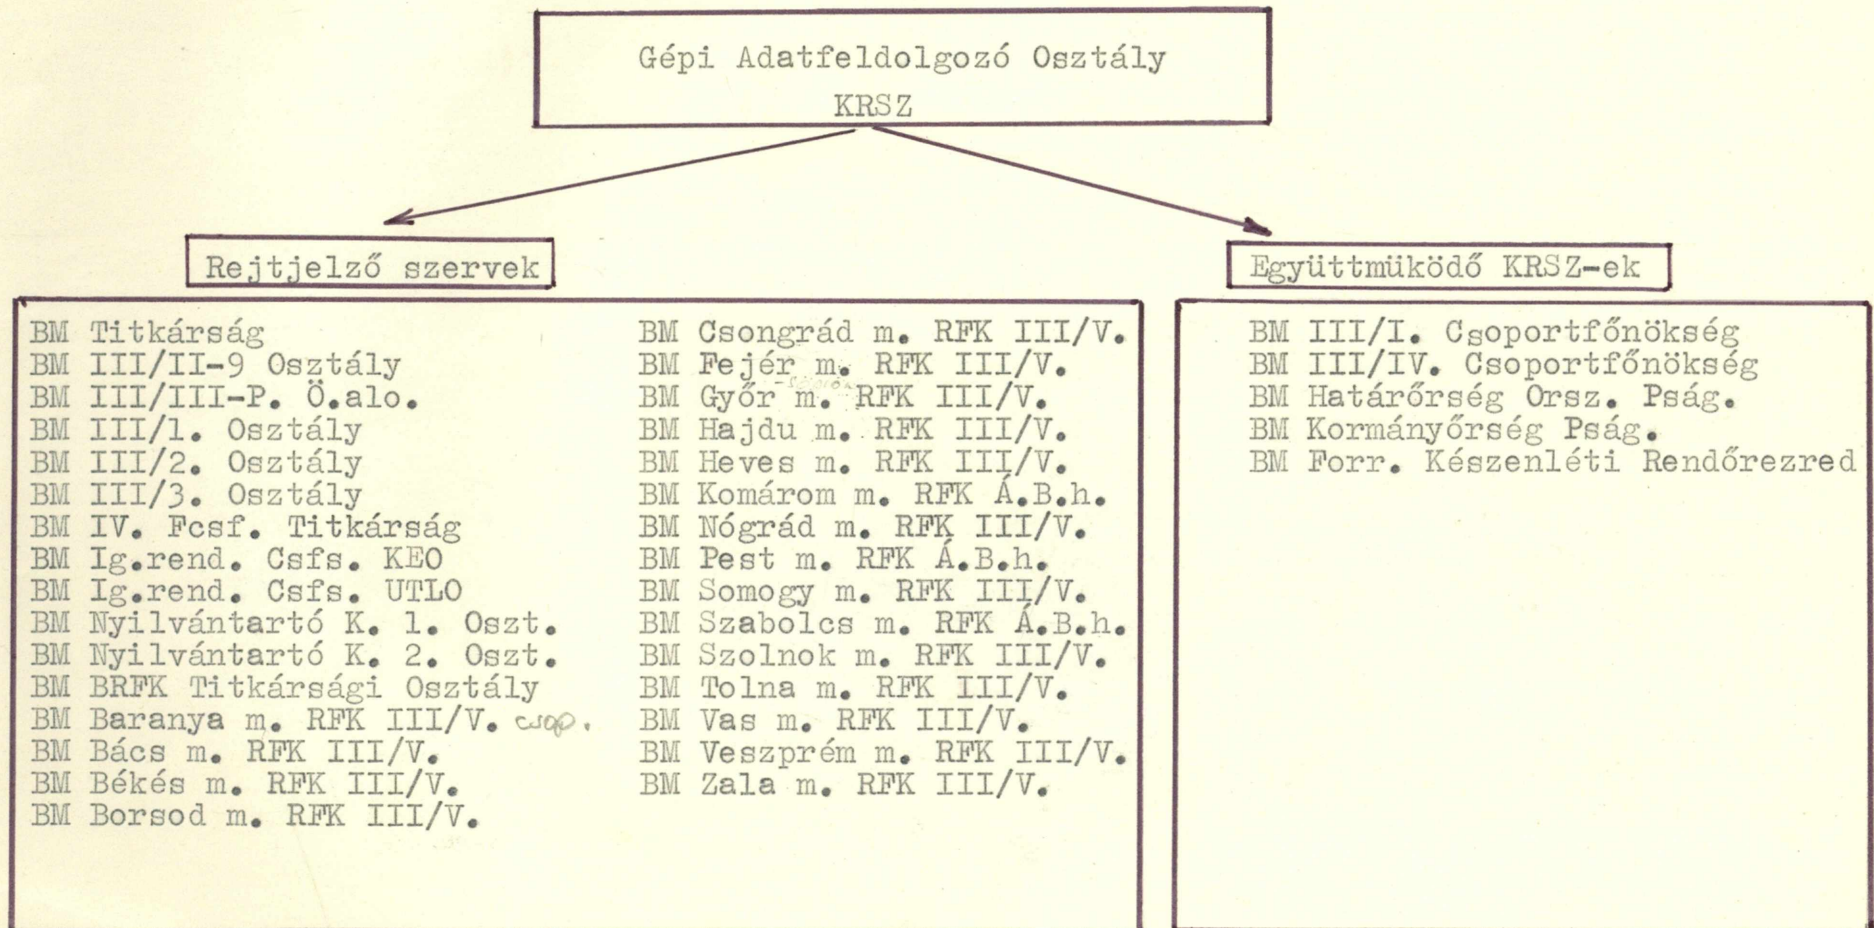 Gépi Adatfeldolgozó Osztály
KRSZ
Rejtjelző szervek
BM Titkárság
BM III/II-9 Osztály
BM III/III-P. Ö.alo.
BM III/1. Osztály
BM III/2. Osztály
BM III/3. Osztály
BM IV. Fcsf. Titkárság
BM Ig.rend. Csfs. KEO
BM Ig.rend. Csfs. UTLO
BM Nyilvántartó K. 1. Oszt.
BM Nyilvántartó K. 2. Oszt.
BM BRFK Titkársági Osztály
BM Baranya m. RFK III/V. csop.
BM Bács m. RFK III/V.
BM Békés m. RFK III/V.
BM Borsod m. RFK III/V.
BM Csongrád m. RFK III/V.
BM Fejér m. RFK III/V.
BM Győr m. RFK III/V.
BM Hajdu m. RFK III/V.
BM Heves m. RFK III/V.
BM Komárom m. RFK Á.B.h.
BM Nógrád m. RFK III/V.
BM Pest m. RFK Á.B.h.
BM Somogy m. RFK III/V.
BM Szabolcs m. RFK Á.B.h.
BM Szolnok m. RFK III/V.
BM Tolna m. RFK III/V.
BM Vas m. RFK III/V.
BM Veszprém m. RFK III/V.
BM Zala m. RFK III/V.
Együttmüködő KRSZ-ek
BM III/I. Csoportfőnökség
BM III/IV. Csoportfőnökség
BM Határőrség Orsz. Pság.
BM Kormányőrség Pság.
BM Forr. Készenléti Rendőrezred